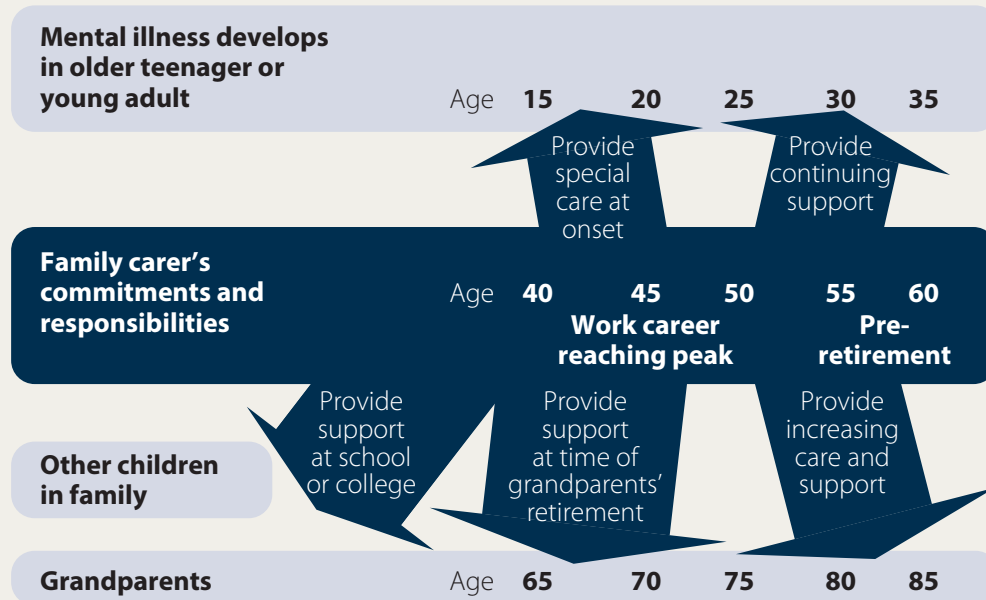 Mental illness develops
in older teenager or
young adult
Age 15 20 25 30 35
Provide
special
care at
onset
Provide
continuing
support
Family carer’s
commitments and
responsibilities
Age 40 45 50 55 60
Work career
reaching peak
Pre-
retirement
Provide
support
at school
or college
Provide
support
at time of
grandparents’
retirement
Provide
increasing
care and
support
Other children
in family
Grandparents
Age 65 70 75 80 85